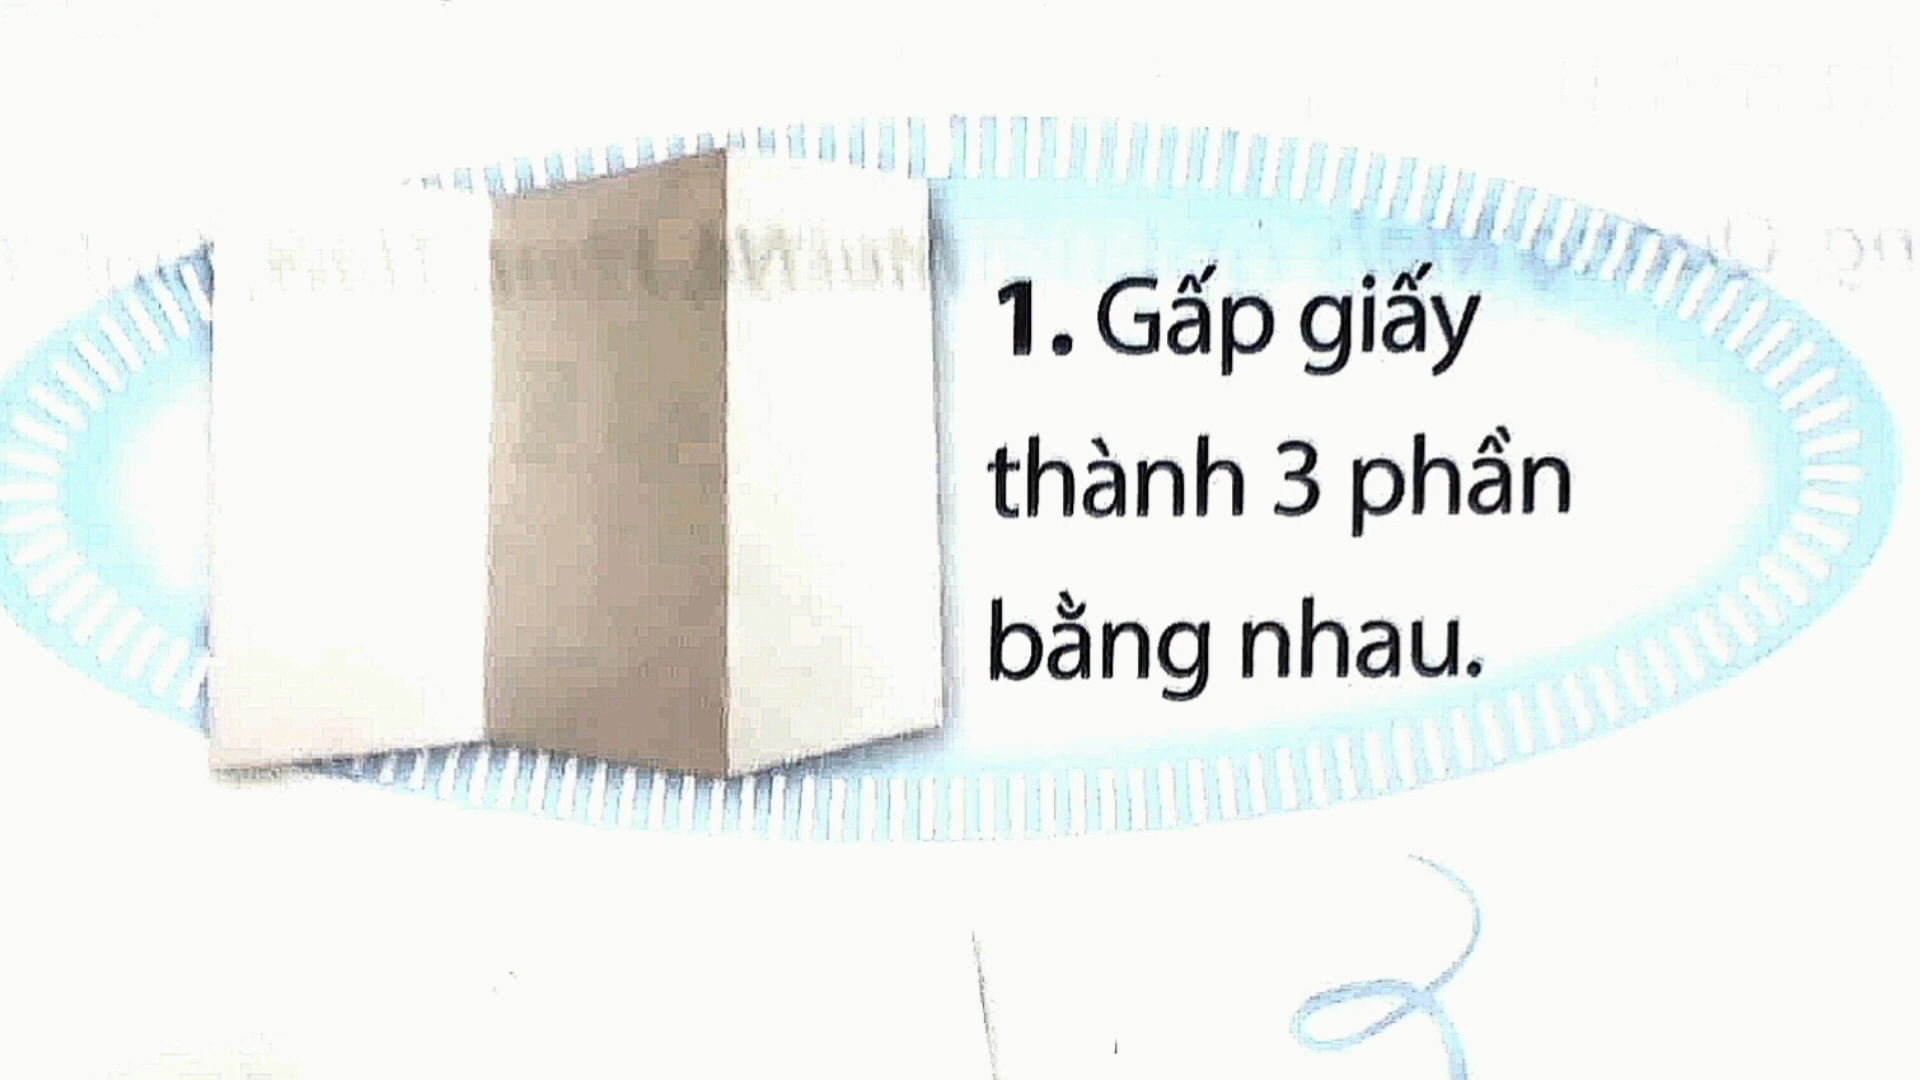 1. Gấp giấy
thành 3 phần
bằng nhau.